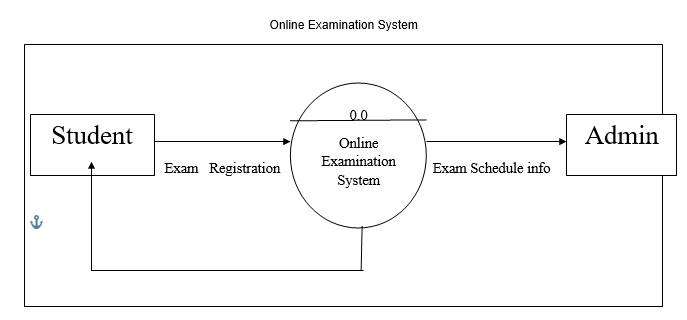 Online Examination System
0.0
Student
Admin
Online
Examination
System
Exam Registration
Exam Schedule info